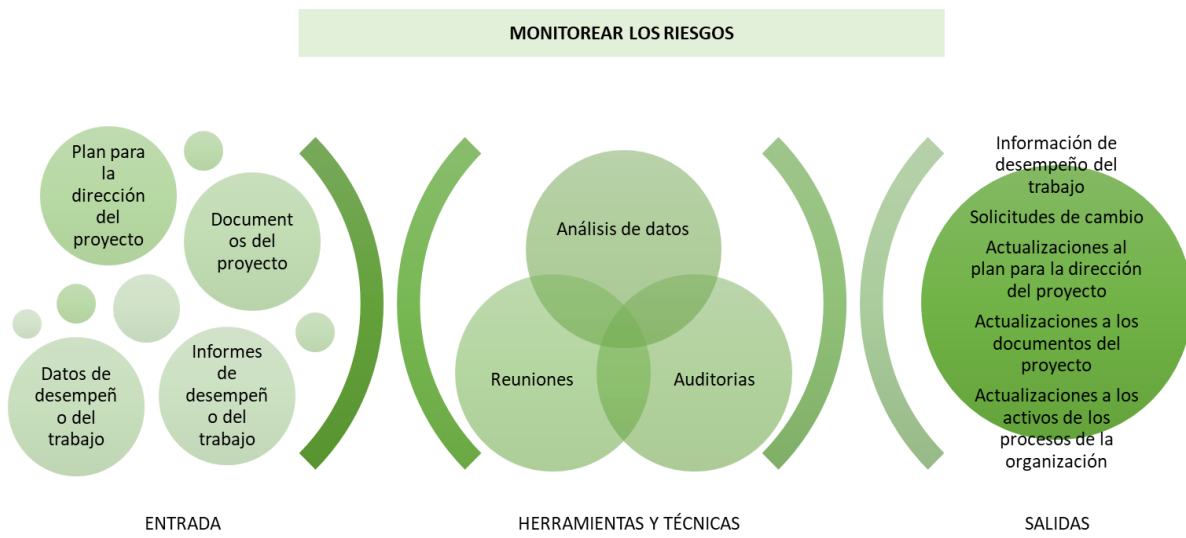 MONITOREAR LOS RIESGOS
Plan para
la
dirección
del
proyecto
Document
os del
proyecto
Datos de
desempeñ
o del
trabajo
Informes
de
desempeñ
o del
trabajo
ENTRADA
Análisis de datos
Reuniones
Auditorias
HERRAMIENTAS Y TÉCNICAS
Información de
desempeño del
trabajo
Solicitudes de cambio
Actualizaciones al
plan para la dirección
del proyecto
Actualizaciones a los
documentos del
proyecto
Actualizaciones a los
activos de los
procesos de la
organización
SALIDAS